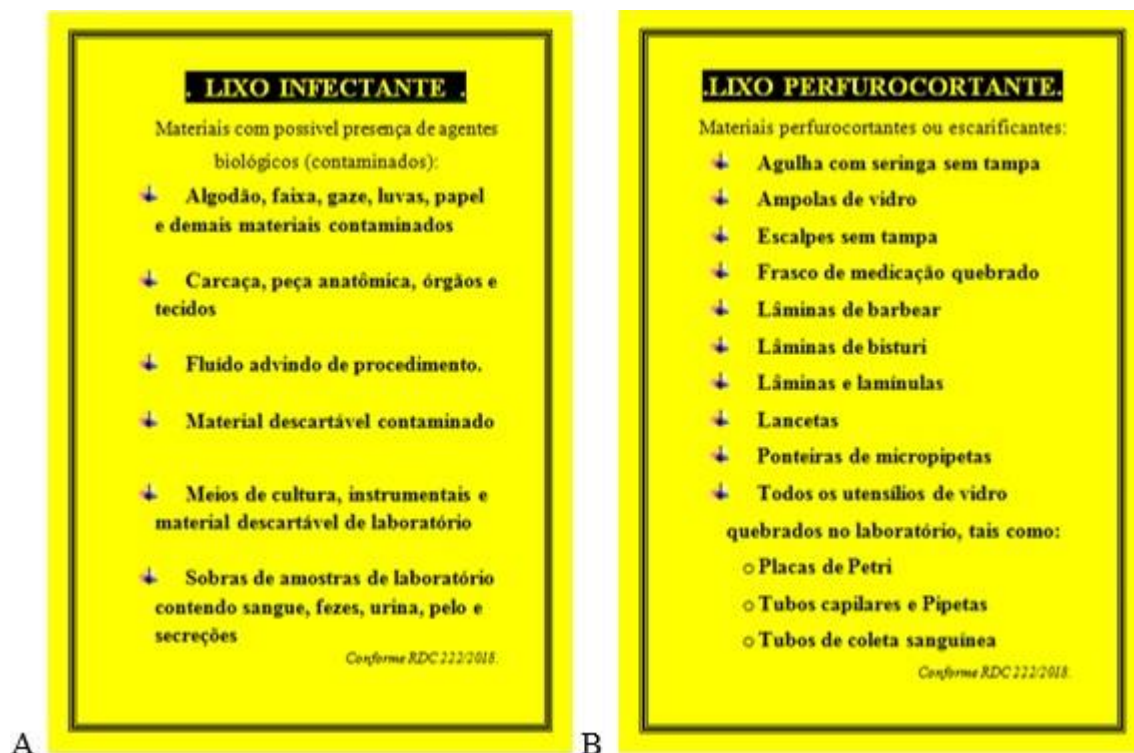 . LIXO INFECTANTE .
Materiais com possivel presença de agentes
biológicos (contaminados):
Algodão, faixa, gaze, luvas, papel
e demais materiais contaminados
Carcaça, peça anatômica, órgãos e
tecidos
Fluído advindo de procedimento.
Material descartável contaminado
Meios de cultura, instrumentais e
material descartável de laboratório
Sobras de amostras de laboratório
contendo sangue, fezes, urina, pelo e
secreções
Conforme RDC 222/2018.
A
.LIXO PERFUROCORTANTE.
Materiais perfurocortantes ou escarificantes:
Agulha com seringa sem tampa
Ampolas de vidro
Escalpes sem tampa
Frasco de medicação quebrado
Lâminas de barbear
Lâminas de bisturi
Lâminas e lamínulas
Lancetas
Ponteiras de micropipetas
Todos os utensílios de vidro
quebrados no laboratório, tais como:
o Placas de Petri
o Tubos capilares e Pipetas
o Tubos de coleta sanguínea
Conforme RDC 222/2018.
B